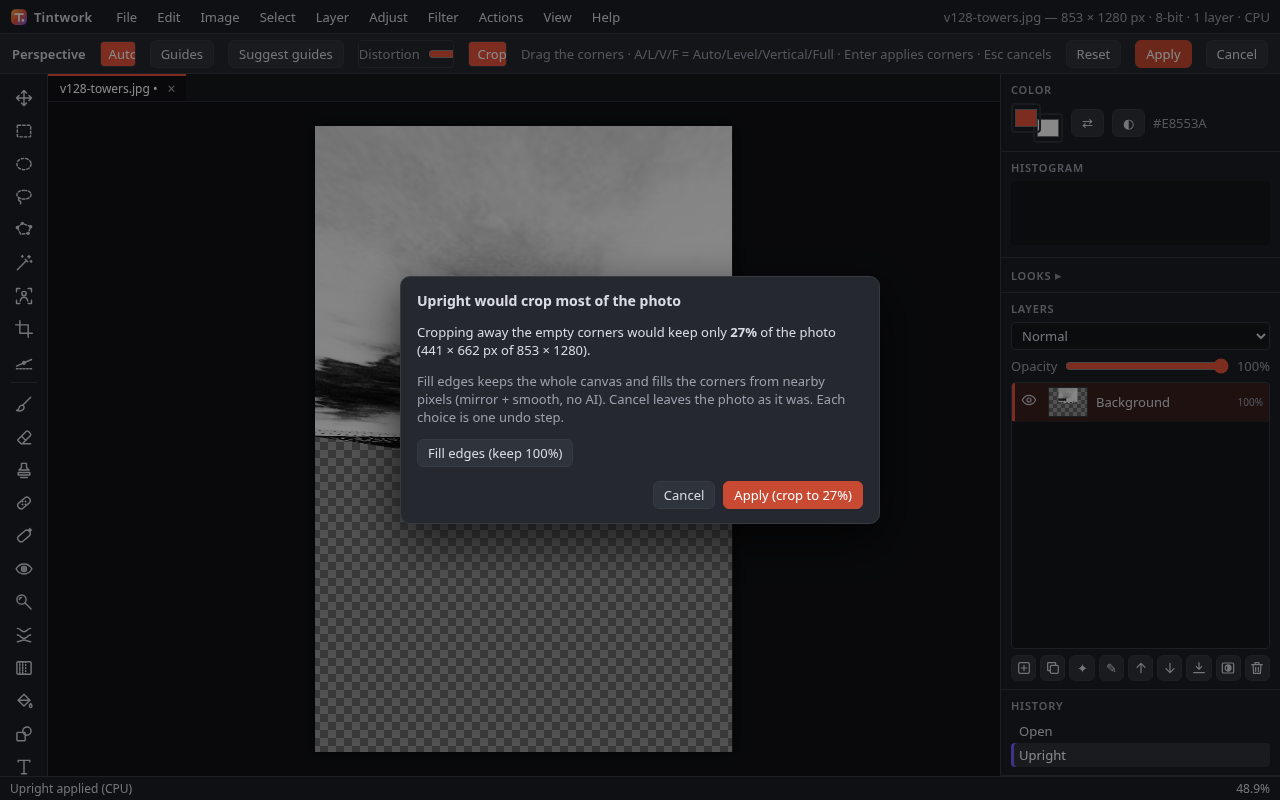 Tintwork File Edit Image Select Layer Adjust Filter Actions View Help v128-towers.jpg — 853 × 1280 px · 8-bit · 1 layer · CPU
Perspective Auto Guides Suggest guides Distortion Crop Drag the corners · A/L/V/F = Auto/Level/Vertical/Full · Enter applies corners · Esc cancels Reset Apply Cancel
v128-towers.jpg • ×
COLOR
#E8553A
HISTOGRAM
LOOKS ▸
LAYERS
Normal
Opacity 100%
Background 100%
Upright would crop most of the photo
Cropping away the empty corners would keep only 27% of the photo
(441 × 662 px of 853 × 1280).
Fill edges keeps the whole canvas and fills the corners from nearby
pixels (mirror + smooth, no AI). Cancel leaves the photo as it was. Each
choice is one undo step.
Fill edges (keep 100%)
Cancel Apply (crop to 27%)
HISTORY
Open
Upright
Upright applied (CPU) 48.9%